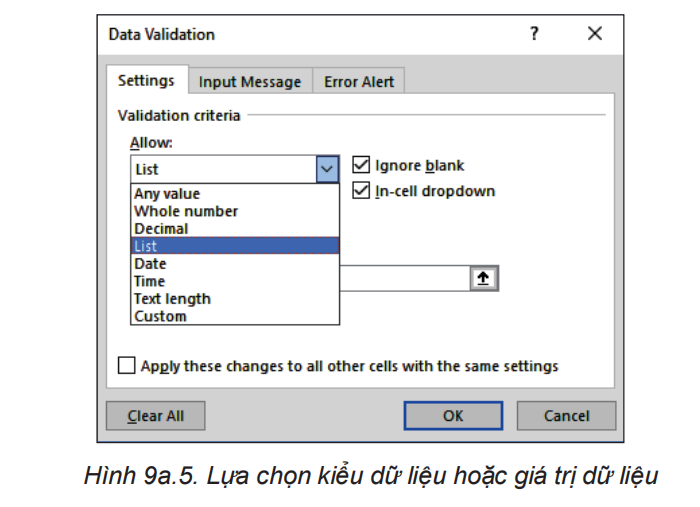 Data Validation ? ×
Settings Input Message Error Alert
Validation criteria
Allow:
List Ignore blank
In-cell dropdown
Any value
Whole number
Decimal
List
Date
Time
Text length
Custom
Apply these changes to all other cells with the same settings
Clear All OK Cancel
Hình 9a.5. Lựa chọn kiểu dữ liệu hoặc giá trị dữ liệu